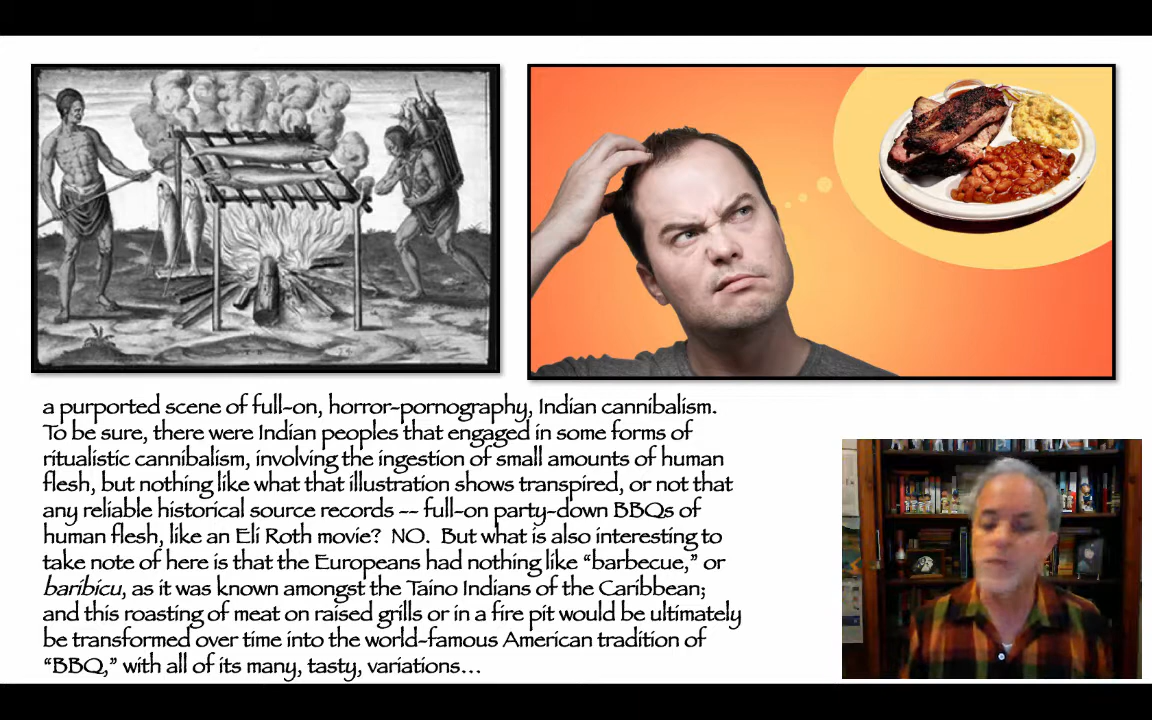 a purported scene of full-on, horror-pornography, Indian cannibalism.
To be sure, there were Indian peoples that engaged in some forms of
ritualistic cannibalism, involving the ingestion of small amounts of human
flesh, but nothing like what that illustration shows transpired, or not that
any reliable historical source records -- full-on party-down BBQs of
human flesh, like an Eli Roth movie? NO. But what is also interesting to
take note of here is that the Europeans had nothing like “barbecue,” or
baribicu, as it was known amongst the Taino Indians of the Caribbean;
and this roasting of meat on raised grills or in a fire pit would be ultimately
be transformed over time into the world-famous American tradition of
“BBQ,” with all of its many, tasty, variations…